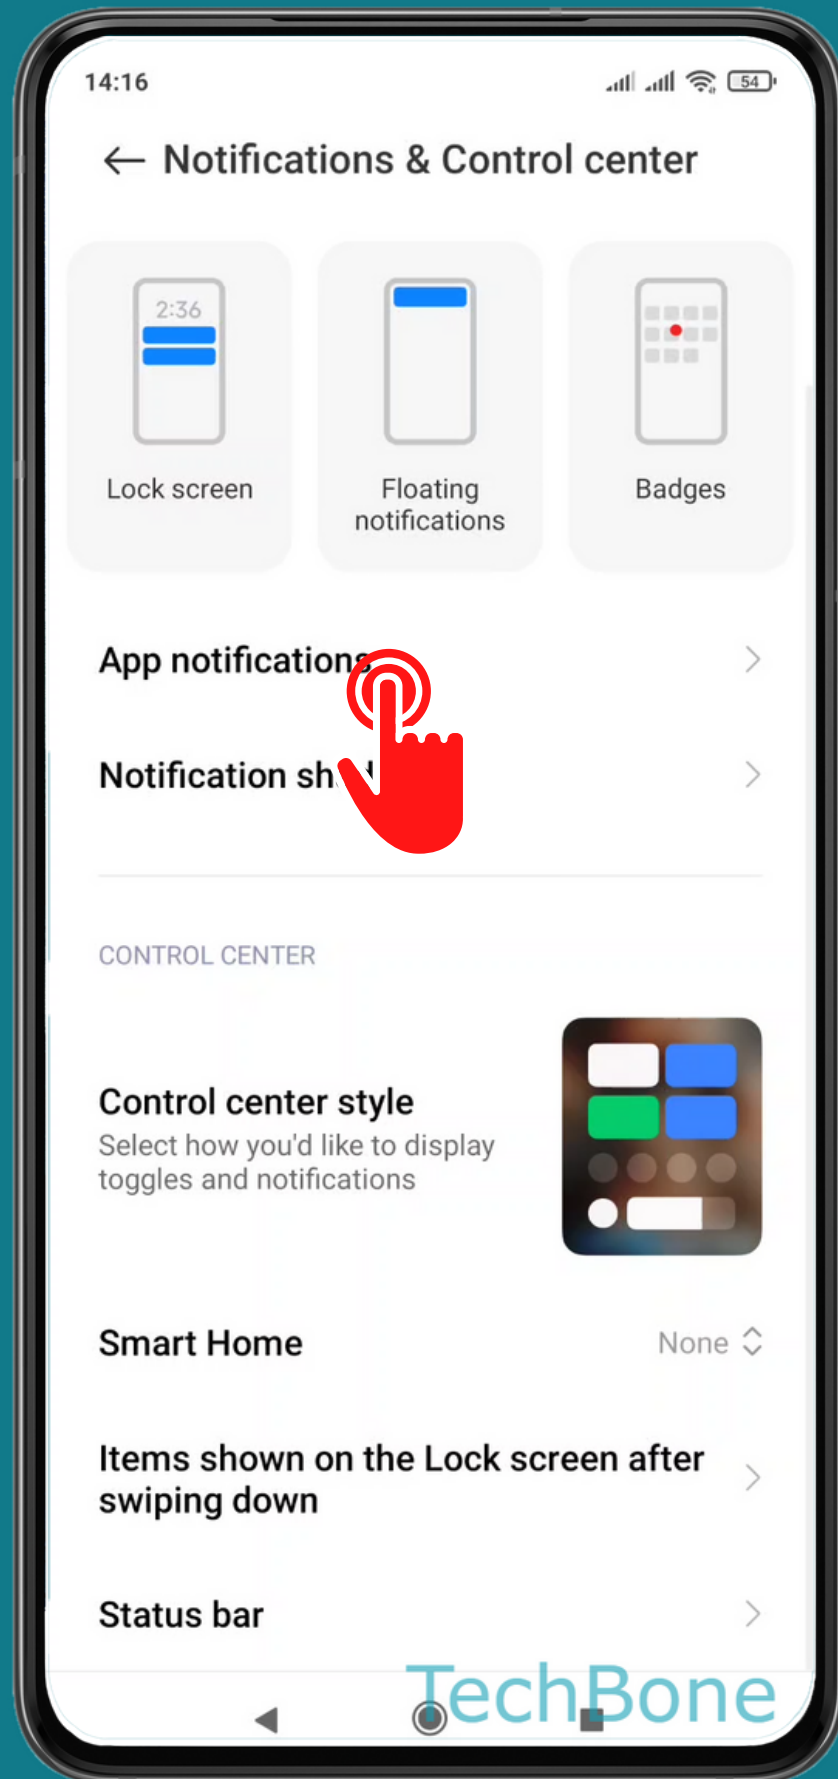 14:16
54
Notifications & Control center
2:36
Lock screen
Floating
notifications
Badges
App notifications
Notification
CONTROL CENTER
Control center style
Select how you'd like to display
toggles and notifications
Smart Home
None
Items shown on the Lock screen after
swiping down
Status bar
TechBone